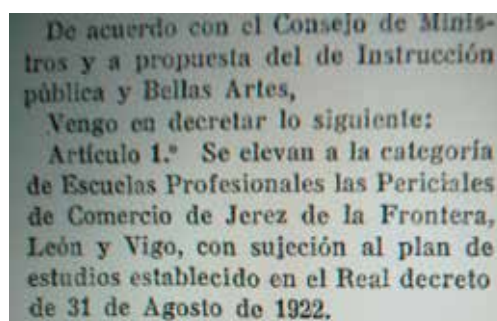 De acuerdo con el Consejo de Minis-
tros y a propuesta del de Instrucción
pública y Bellas Artes,
Vengo en decretar lo siguiente:
Artículo 1.º Se elevan a la categoría
de Escuelas Profesionales las Periciales
de Comercio de Jerez de la Frontera,
León y Vigo, con sujeción al plan de
estudios establecido en el Real decreto
de 31 de Agosto de 1922.